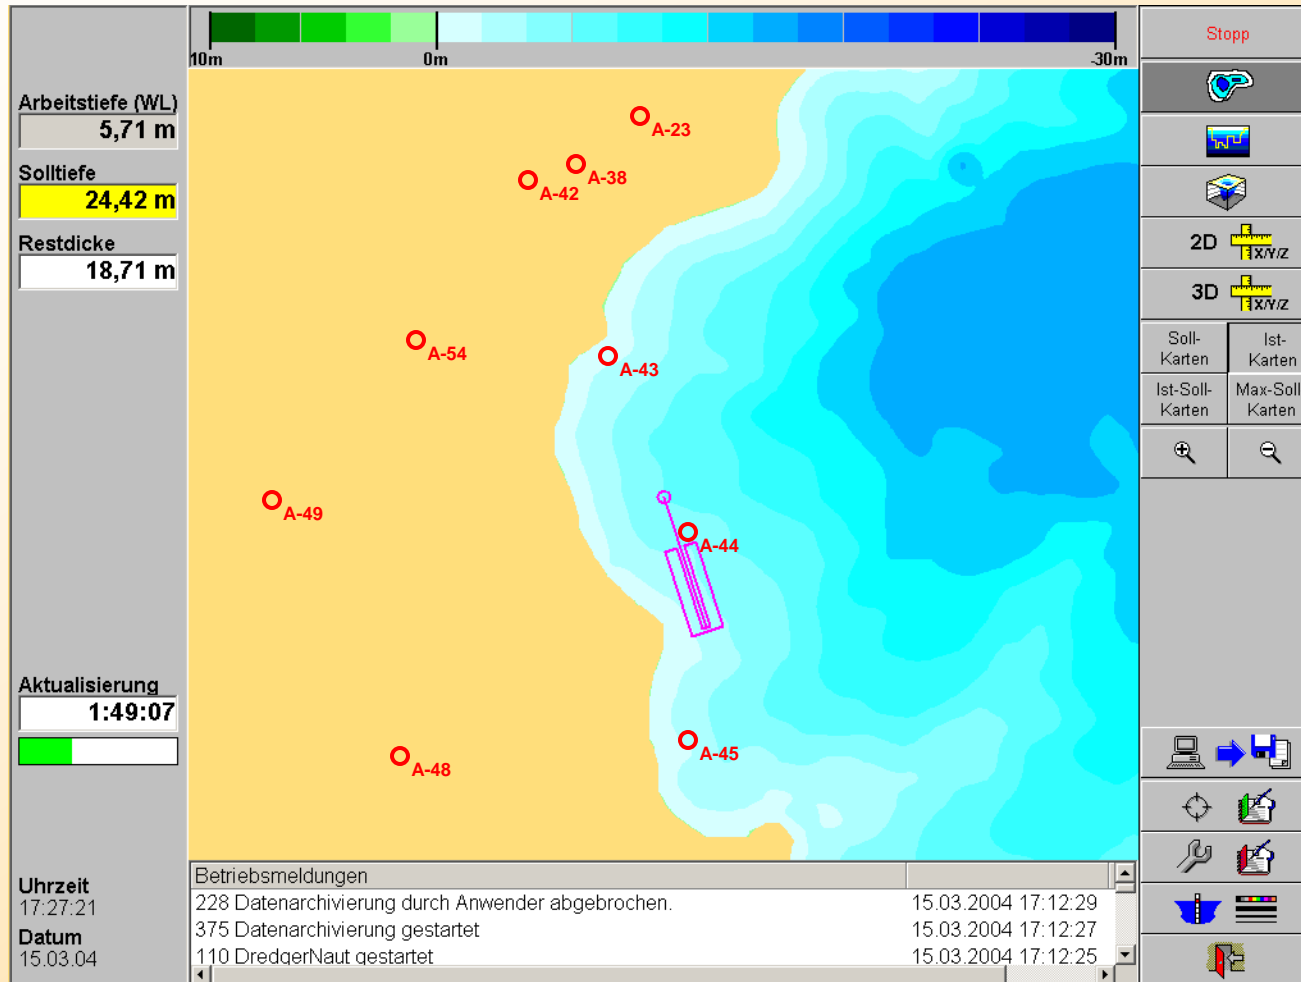 10m 0m -30m
Arbeitstiefe (WL)
5,71 m
Solltiefe
24,42 m
Restdicke
18,71 m
Aktualisierung
1:49:07
Uhrzeit
17:27:21
Datum
15.03.04
A-23
A-38
A-42
A-54
A-43
A-49
A-44
A-45
A-48
Betriebsmeldungen
228 Datenarchivierung durch Anwender abgebrochen. 15.03.2004 17:12:29
375 Datenarchivierung gestartet 15.03.2004 17:12:27
110 DredgerNaut gestartet 15.03.2004 17:12:25
Stopp
2D X/Y/Z
3D X/Y/Z
Soll-
Karten
Ist-
Karten
Ist-Soll-
Karten
Max-Soll
Karten